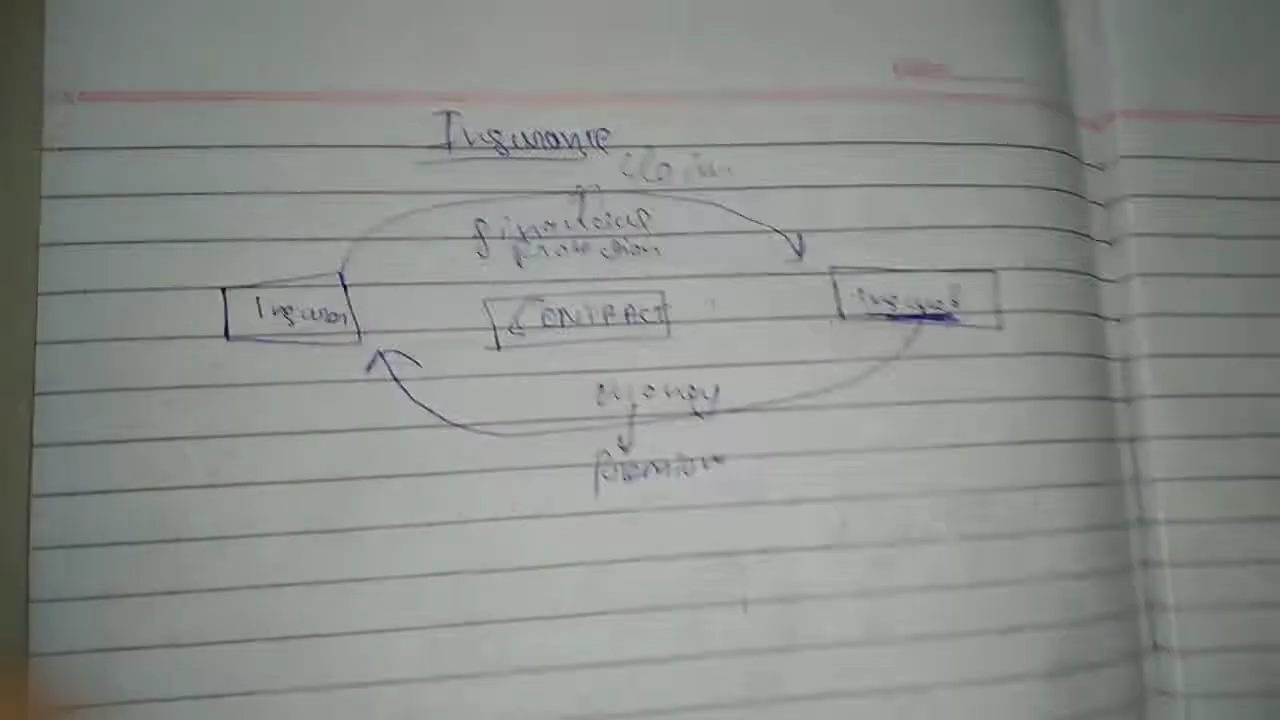 Insurance
Claim
financial
protection
Insurer
CONTRACT
Insured
Money
Premium